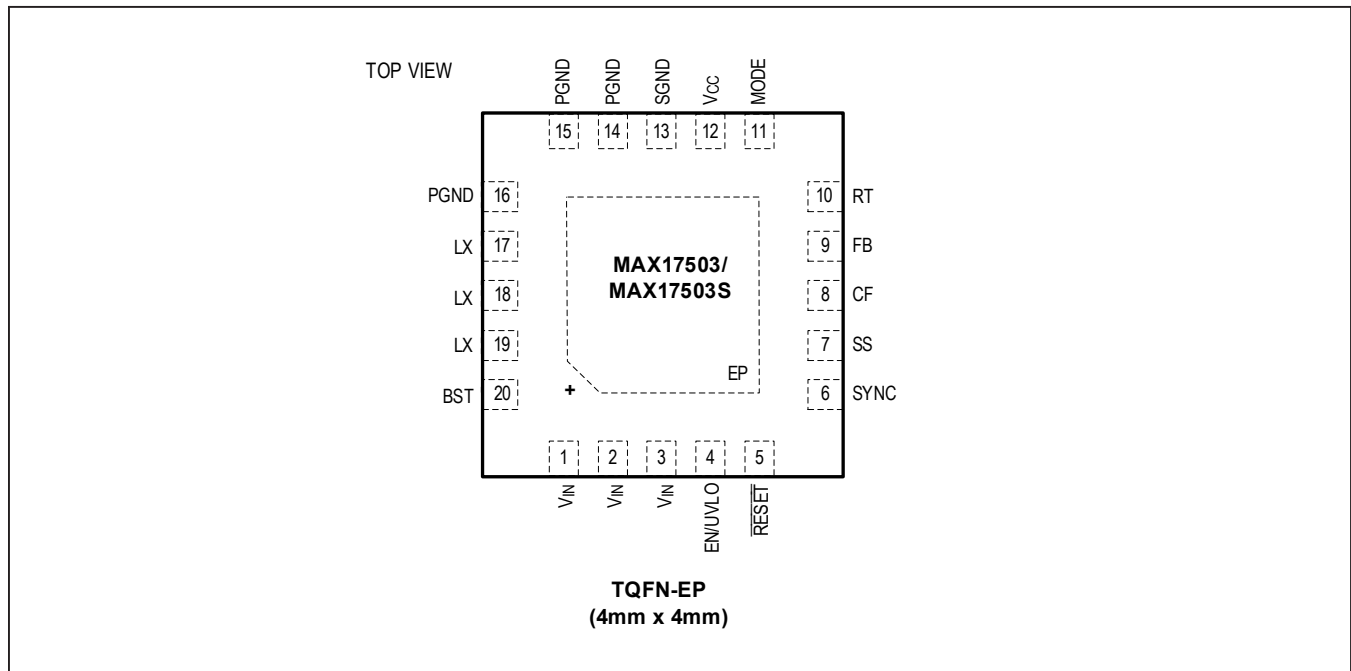 TOP VIEW
PGND
PGND
SGND
VCC
MODE
15
14
13
12
11
PGND 16
10 RT
LX 17
9 FB
MAX17503/
MAX17503S
LX 18
8 CF
LX 19
7 SS
EP
BST 20
+
6 SYNC
1
2
3
4
5
VIN
VIN
VIN
EN/UVLO
RESET
TQFN-EP
(4mm x 4mm)